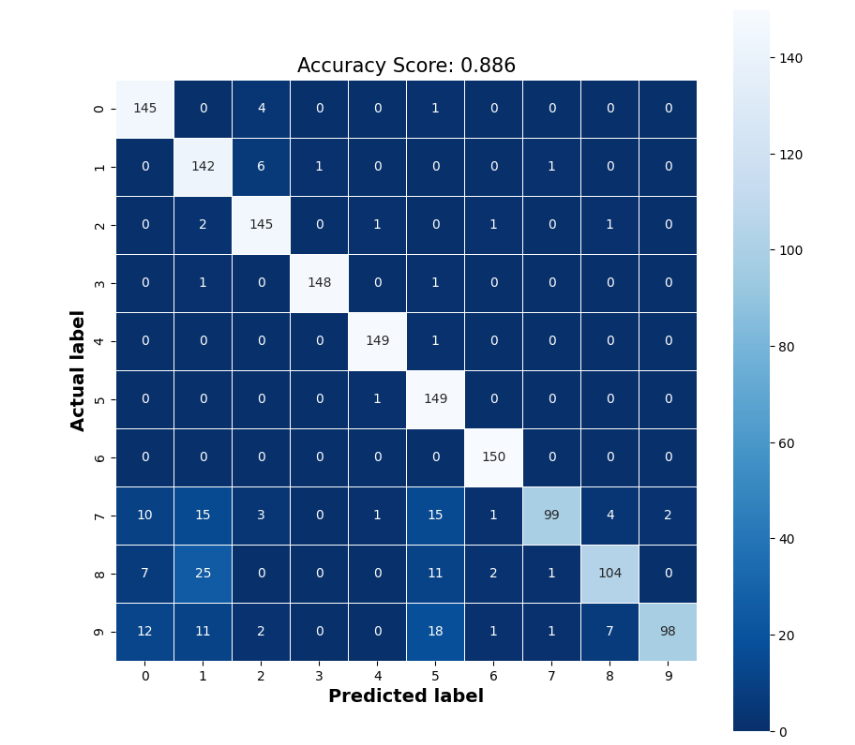 Accuracy Score: 0.886
0 145 0 4 0 0 1 0 0 0 0
1 0 142 6 1 0 0 0 1 0 0
2 0 2 145 0 1 0 1 0 1 0
3 0 1 0 148 0 1 0 0 0 0
4 0 0 0 0 149 1 0 0 0 0
5 0 0 0 0 1 149 0 0 0 0
6 0 0 0 0 0 0 150 0 0 0
7 10 15 3 0 1 15 1 99 4 2
8 7 25 0 0 0 11 2 1 104 0
9 12 11 2 0 0 18 1 1 7 98
0 1 2 3 4 5 6 7 8 9
Predicted label
Actual label
140
120
100
80
60
40
20
0